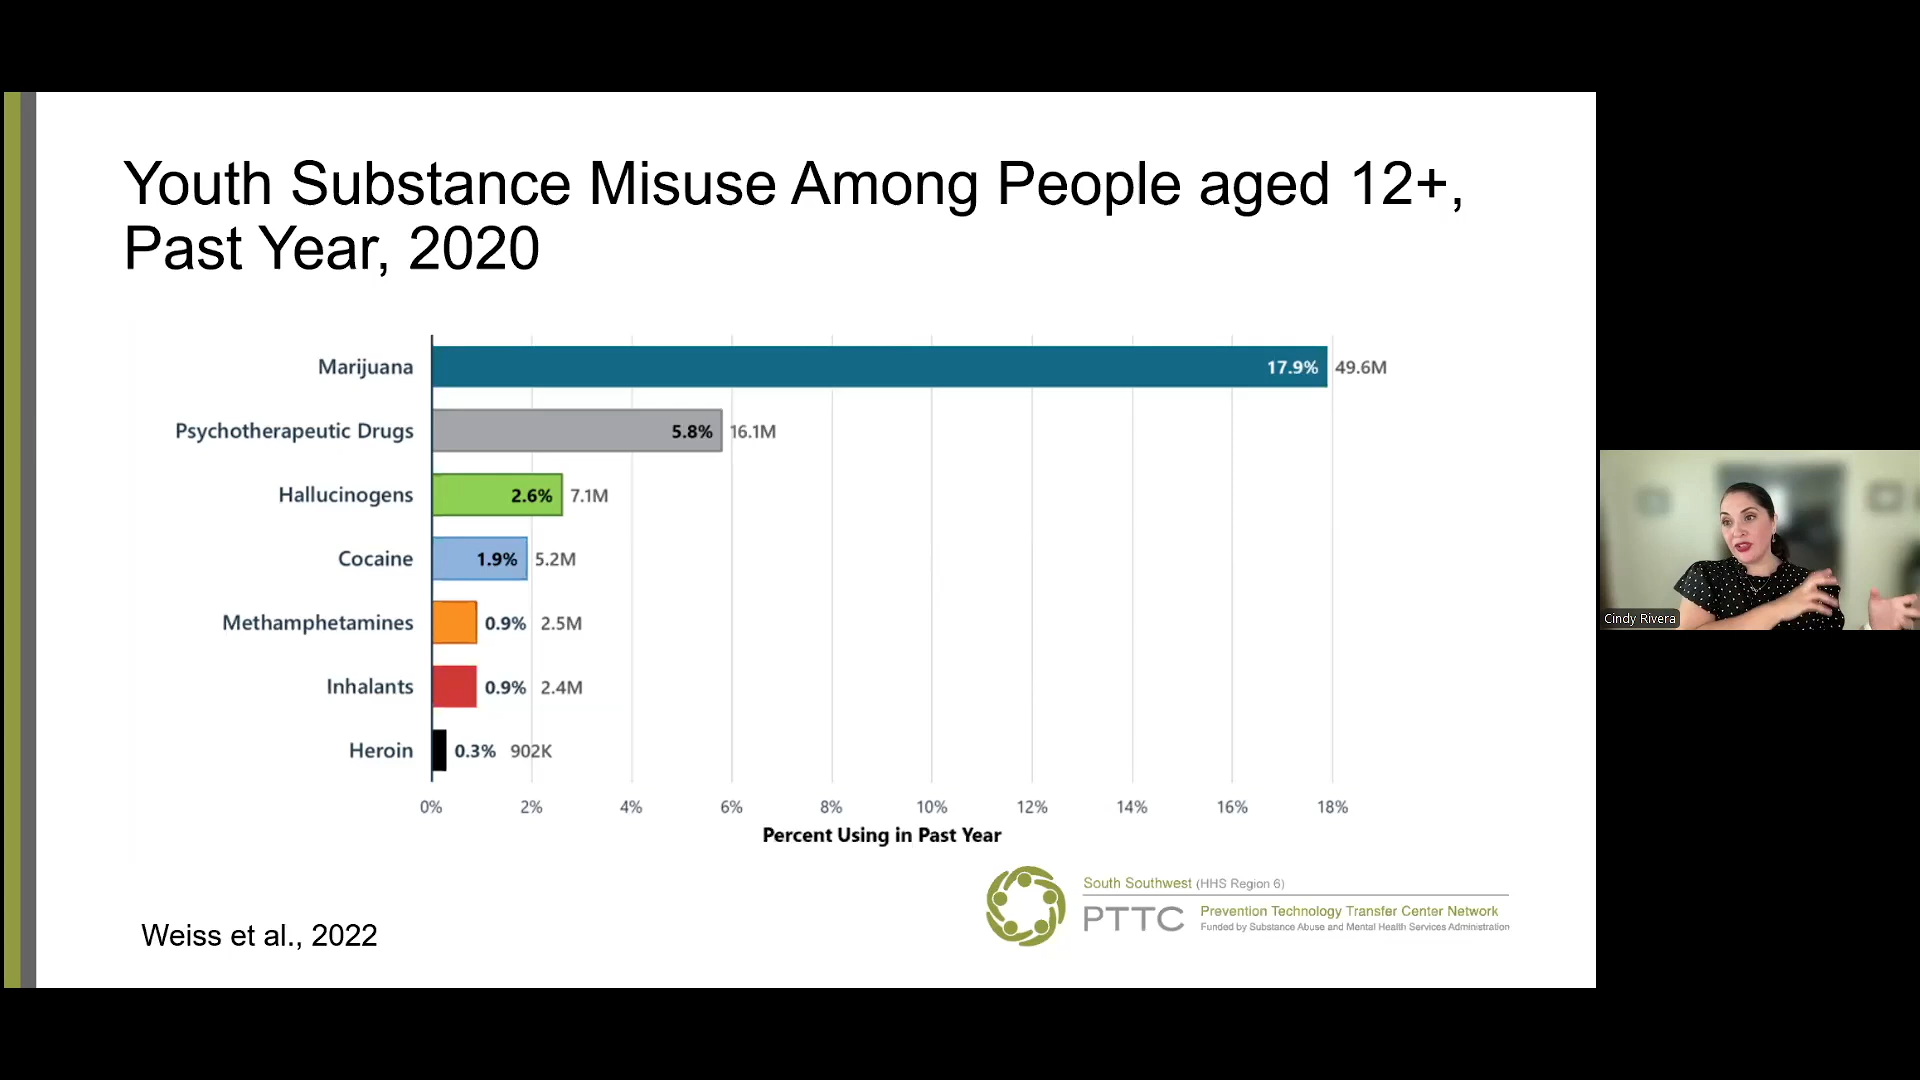 Youth Substance Misuse Among People aged 12+,
Past Year, 2020
Marijuana 17.9% 49.6M
Psychotherapeutic Drugs 5.8% 16.1M
Hallucinogens 2.6% 7.1M
Cocaine 1.9% 5.2M
Methamphetamines 0.9% 2.5M
Inhalants 0.9% 2.4M
Heroin 0.3% 902K
0% 2% 4% 6% 8% 10% 12% 14% 16% 18%
Percent Using in Past Year
South Southwest (HHS Region 6)
PTTC Prevention Technology Transfer Center Network
Funded by Substance Abuse and Mental Health Services Administration
Weiss et al., 2022
Cindy Rivera